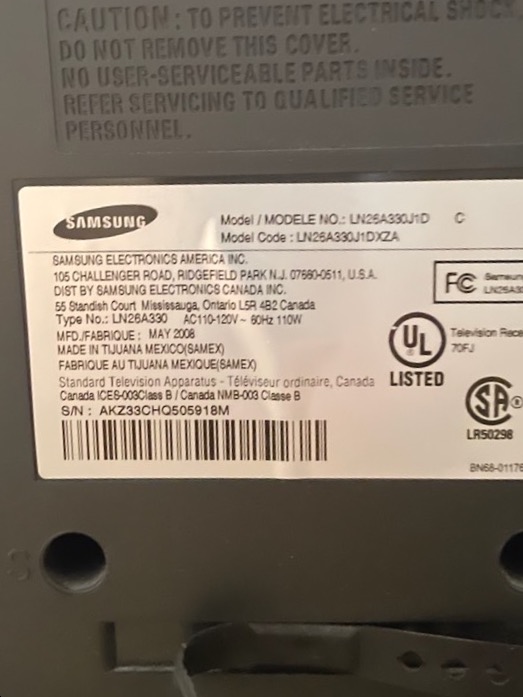 CAUTION: TO PREVENT ELECTRICAL SHOCK,
DO NOT REMOVE THIS COVER.
NO USER-SERVICEABLE PARTS INSIDE.
REFER SERVICING TO QUALIFIED SERVICE
PERSONNEL.
SAMSUNG
Model / MODELE NO.: LN26A330J1D C
Model Code : LN26A330J1DXZA
SAMSUNG ELECTRONICS AMERICA INC.
105 CHALLENGER ROAD, RIDGEFIELD PARK N.J. 07660-0511, U.S.A.
DIST BY SAMSUNG ELECTRONICS CANADA INC.
55 Standish Court Mississauga, Ontario L5R 4B2 Canada
Type No.: LN26A330 AC110-120V~ 60Hz 110W
MFD./FABRIQUE : MAY 2008
MADE IN TIJUANA MEXICO(SAMEX)
FABRIQUE AU TIJUANA MEXIQUE(SAMEX)
Standard Television Apparatus - Téléviseur ordinaire, Canada
Canada ICES-003Class B / Canada NMB-003 Classe B
S/N : AKZ33CHQ505918M
FC
Samsun
LN26A3
UL
LISTED
Television Rece
70FJ
SA
LR50298
BN68-01176
S